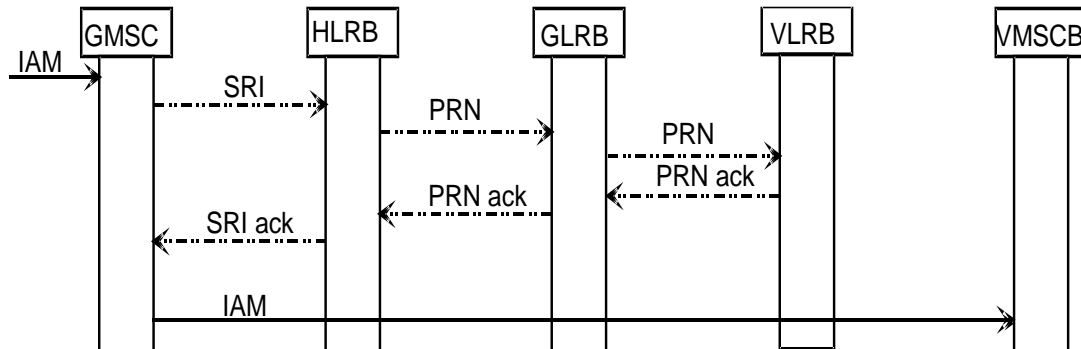 GMSC
HLRB
GLRB
VLRB
VMSCB
IAM
SRI
PRN
PRN
PRN ack
PRN ack
SRI ack
IAM